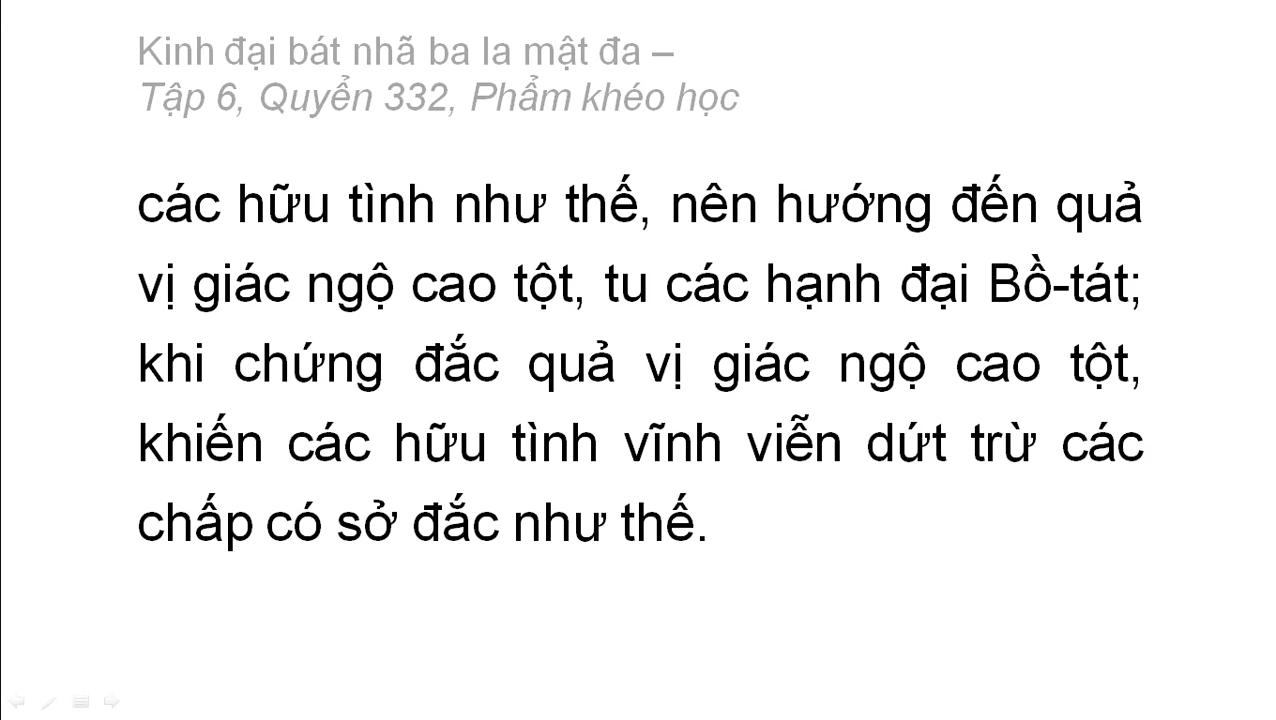 Kinh đại bát nhã ba la mật đa –
Tập 6, Quyển 332, Phẩm khéo học
các hữu tình như thế, nên hướng đến quả
vị giác ngộ cao tột, tu các hạnh đại Bồ-tát;
khi chứng đắc quả vị giác ngộ cao tột,
khiến các hữu tình vĩnh viễn dứt trừ các
chấp có sở đắc như thế.